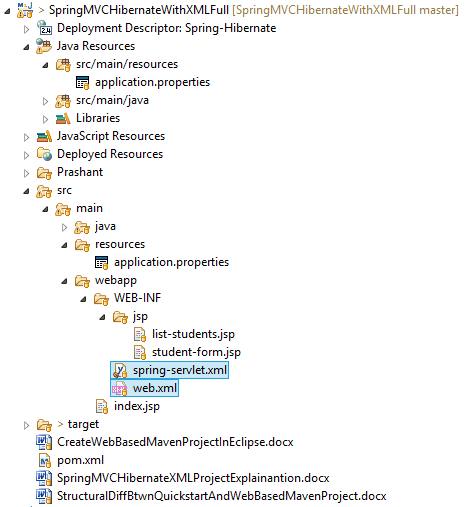 > SpringMVCHibernateWithXMLFull [SpringMVCHibernateWithXMLFull master]
Deployment Descriptor: Spring-Hibernate
Java Resources
src/main/resources
application.properties
src/main/java
Libraries
JavaScript Resources
Deployed Resources
Prashant
src
main
java
resources
application.properties
webapp
WEB-INF
jsp
list-students.jsp
student-form.jsp
spring-servlet.xml
web.xml
index.jsp
> target
CreateWebBasedMavenProjectInEclipse.docx
pom.xml
SpringMVCHibernateXMLProjectExplainantion.docx
StructuralDiffBtwnQuickstartAndWebBasedMavenProject.docx